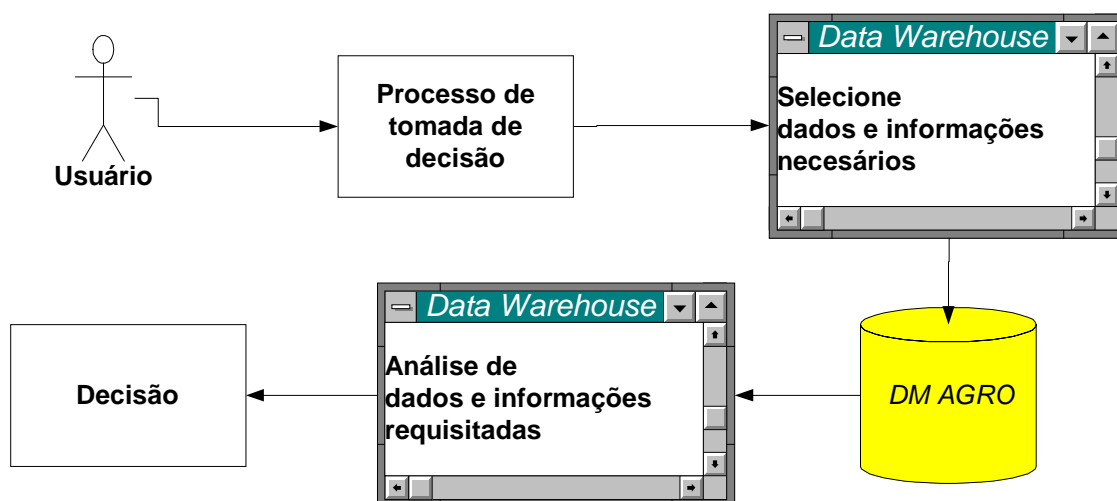 Data Warehouse
Processo de
tomada de
decisão
Selecione
dados e informações
necesários
Usuário
Data Warehouse
Análise de
dados e informações
requisitadas
Decisão
DM AGRO